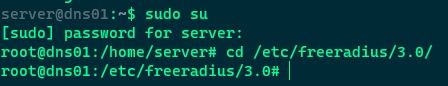 server@dns01:~$ sudo su
[sudo] password for server:
root@dns01:/home/server# cd /etc/freeradius/3.0/
root@dns01:/etc/freeradius/3.0#